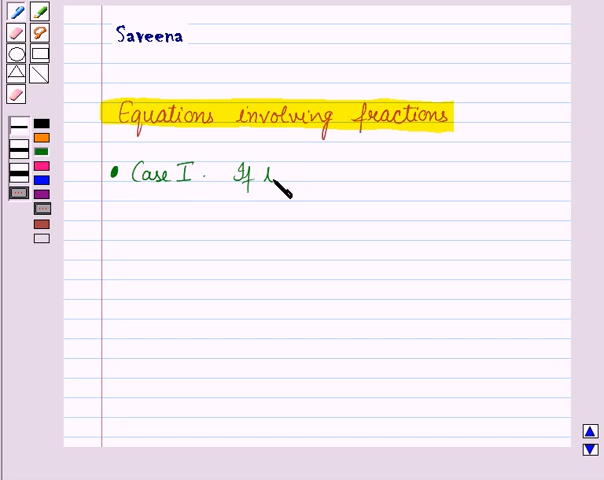 Saveena
Equations involving fractions
• Case I. If